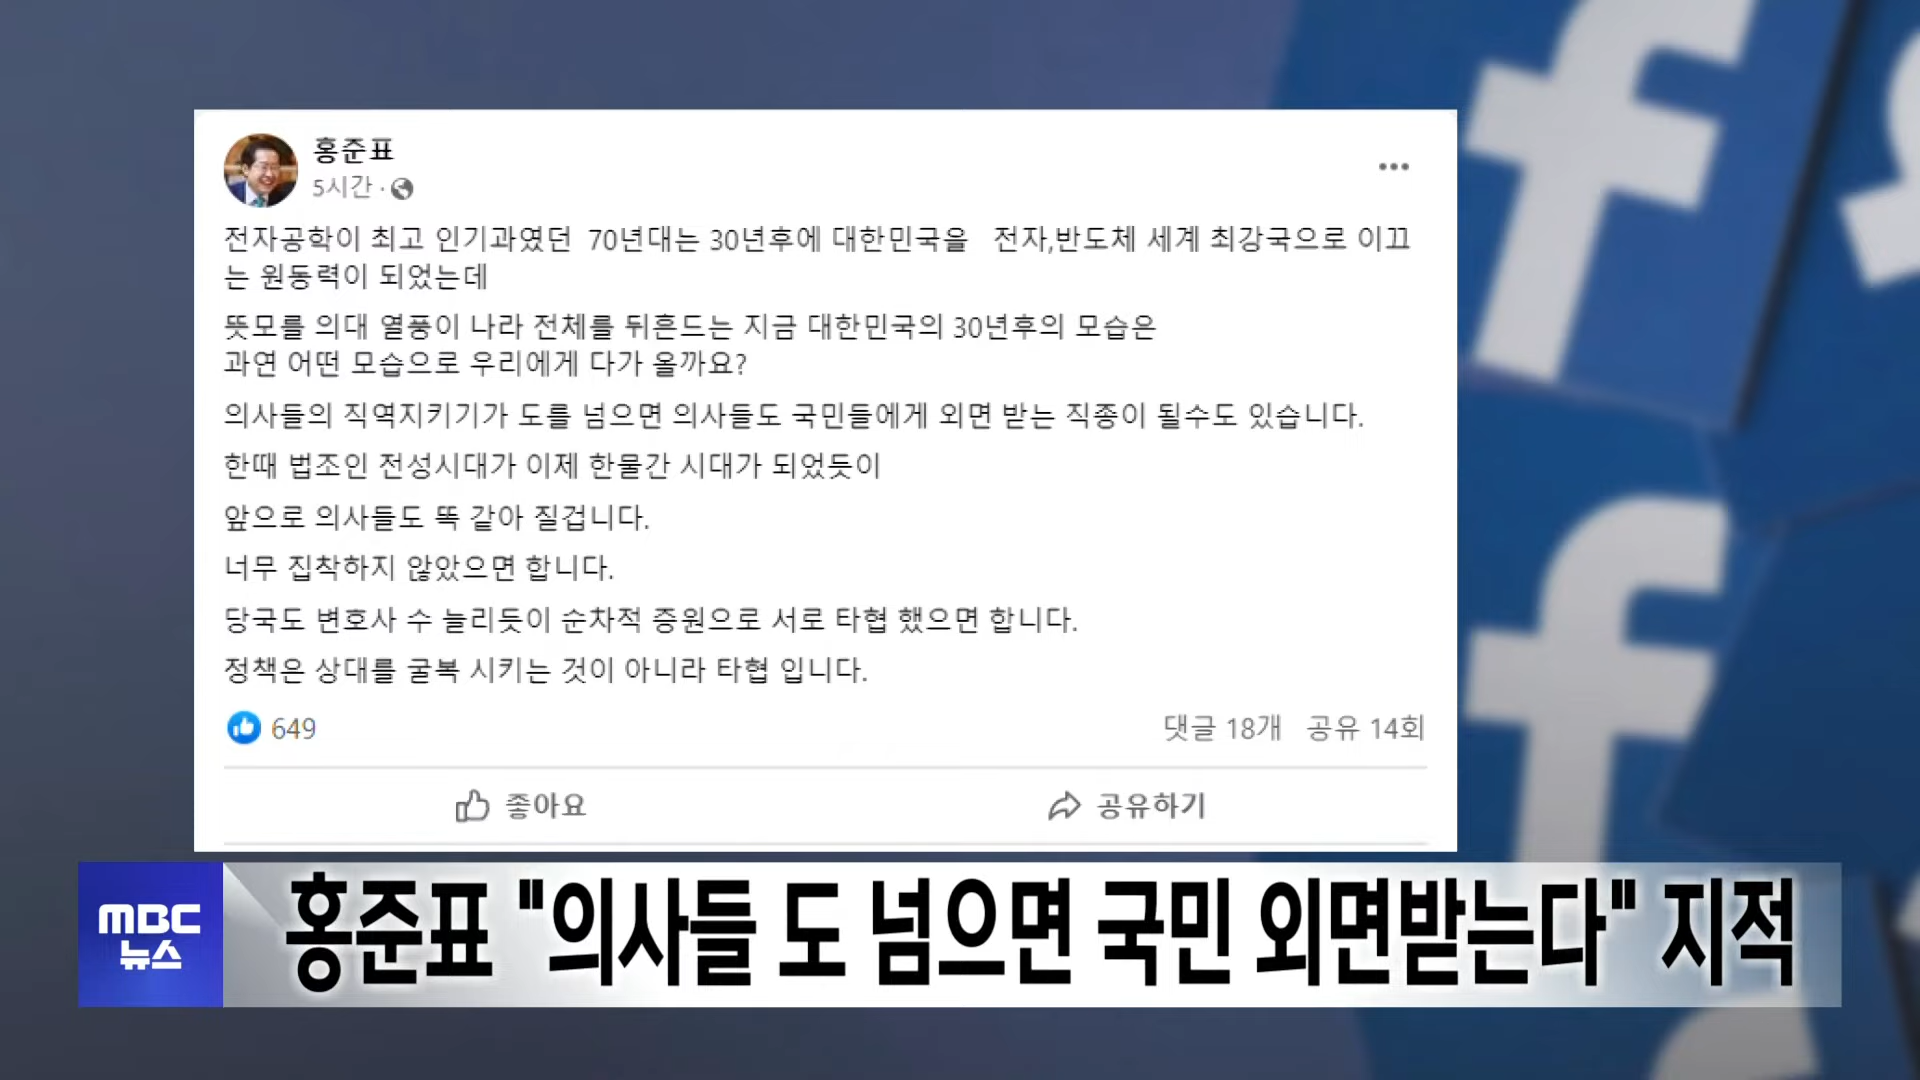 홍준표
5시간 ·
전자공학이 최고 인기과였던 70년대는 30년후에 대한민국을 전자,반도체 세계 최강국으로 이끄
는 원동력이 되었는데
뜻모를 의대 열풍이 나라 전체를 뒤흔드는 지금 대한민국의 30년후의 모습은
과연 어떤 모습으로 우리에게 다가 올까요?
의사들의 직역지키기가 도를 넘으면 의사들도 국민들에게 외면 받는 직종이 될수도 있습니다.
한때 법조인 전성시대가 이제 한물간 시대가 되었듯이
앞으로 의사들도 똑 같아 질겁니다.
너무 집착하지 않았으면 합니다.
당국도 변호사 수 늘리듯이 순차적 증원으로 서로 타협 했으면 합니다.
정책은 상대를 굴복 시키는 것이 아니라 타협 입니다.
649 댓글 18개 공유 14회
좋아요 공유하기
MBC
뉴스
홍준표 "의사들 도 넘으면 국민 외면받는다" 지적